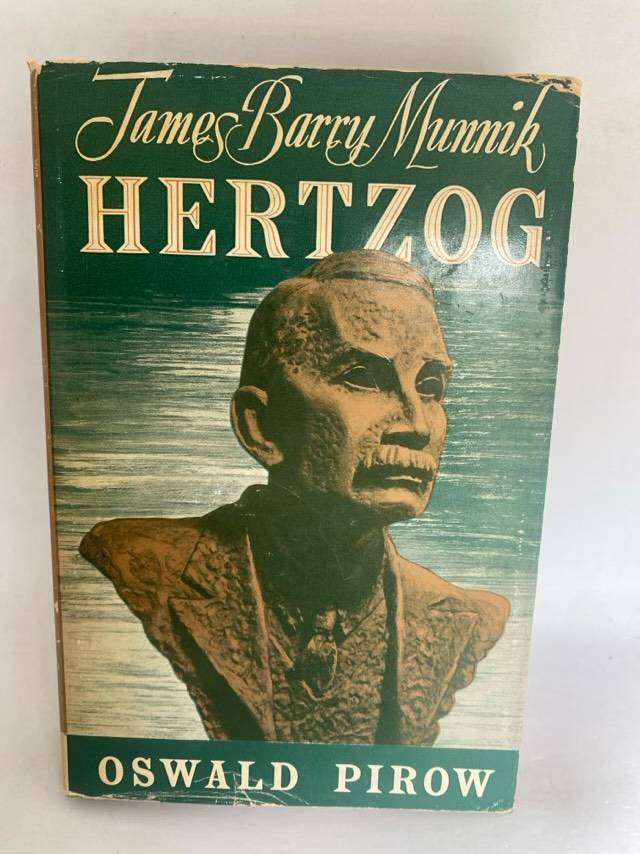 James Barry Munnik
HERTZOG
OSWALD PIROW